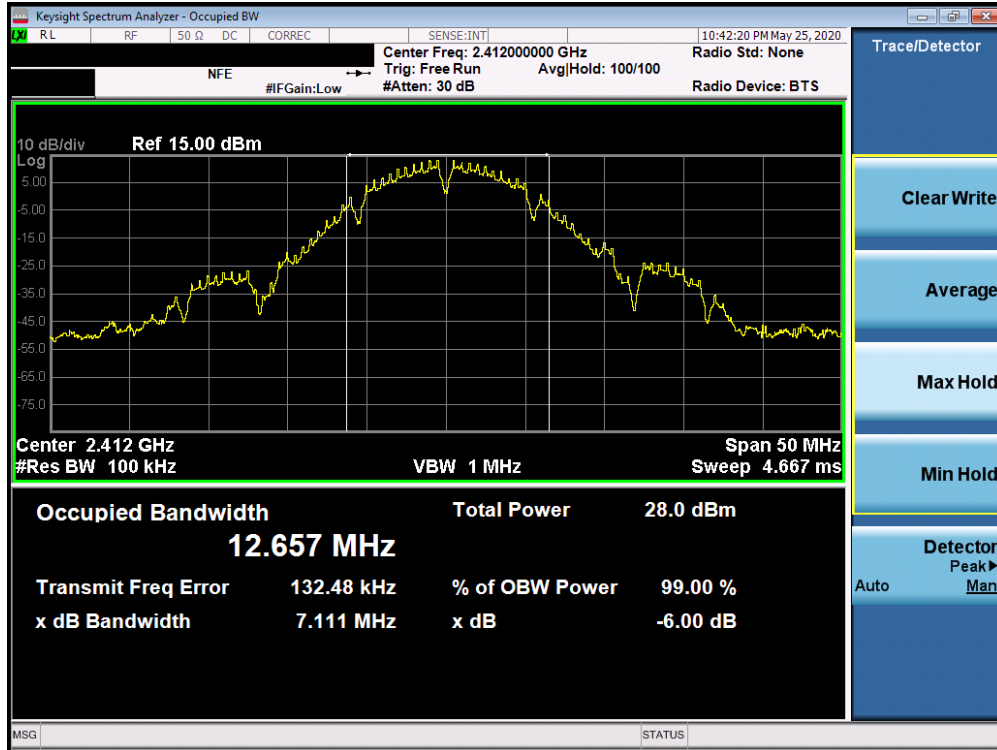 Keysight Spectrum Analyzer - Occupied BW
LXI RL RF 50 Ω DC CORREC SENSE:INT 10:42:20 PM May 25, 2020
Center Freq: 2.412000000 GHz Radio Std: None
NFE Trig: Free Run Avg|Hold: 100/100
#IFGain:Low #Atten: 30 dB Radio Device: BTS
10 dB/div Ref 15.00 dBm
Log
5.00
-5.00
-15.0
-25.0
-35.0
-45.0
-55.0
-65.0
-75.0
Center 2.412 GHz Span 50 MHz
#Res BW 100 kHz VBW 1 MHz Sweep 4.667 ms
Occupied Bandwidth Total Power 28.0 dBm
12.657 MHz
Transmit Freq Error 132.48 kHz % of OBW Power 99.00 %
x dB Bandwidth 7.111 MHz x dB -6.00 dB
Trace/Detector
Clear Write
Average
Max Hold
Min Hold
Detector
Peak▶
Auto Man
MSG STATUS